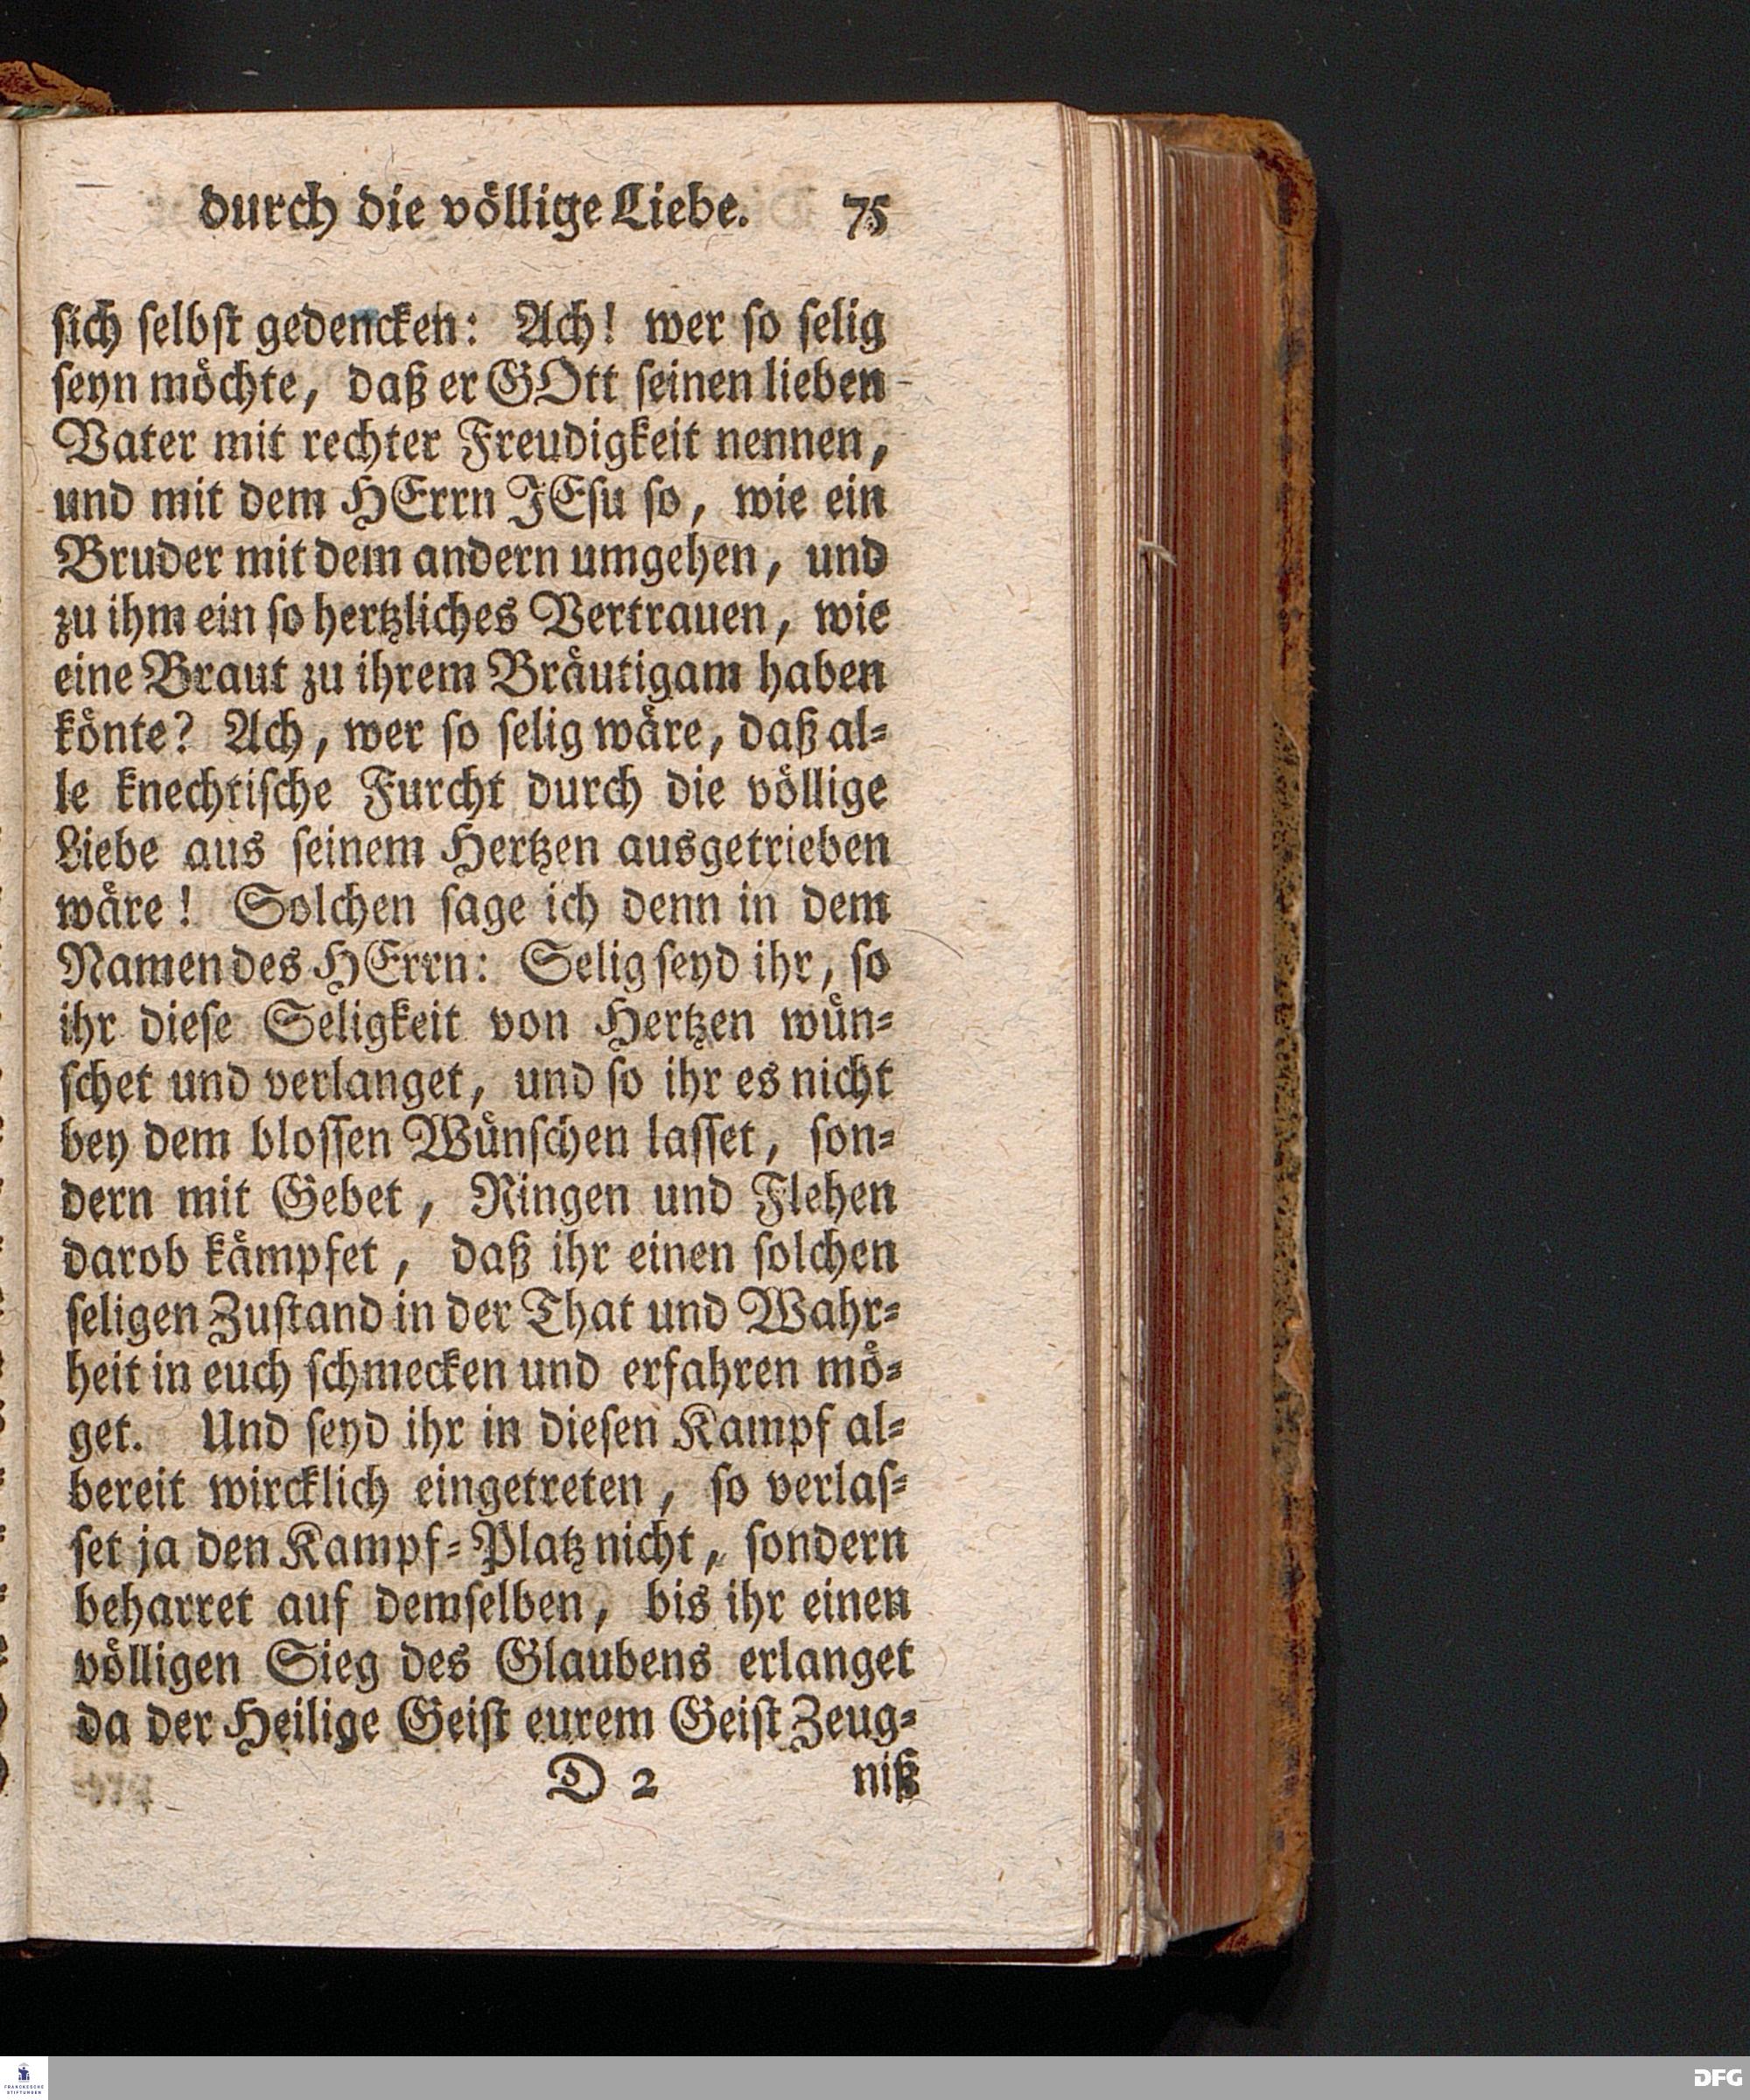 durch die völlige Liebe. 75
ſich ſelbſt gedencken: Ach! wer ſo ſelig
ſeyn möchte, daß er GOtt ſeinen lieben
Vater mit rechter Freudigkeit nennen,
und mit dem HErrn JEſu ſo, wie ein
Bruder mit dem andern umgehen, und
zu ihm ein ſo hertzliches Vertrauen, wie
eine Braut zu ihrem Bräutigam haben
könte? Ach, wer ſo ſelig wäre, daß al⸗
le knechtiſche Furcht durch die völlige
Liebe aus ſeinem Hertzen ausgetrieben
wäre! Solchen ſage ich denn in dem
Namen des HErrn: Selig ſeyd ihr, ſo
ihr dieſe Seligkeit von Hertzen wün⸗
ſchet und verlanget, und ſo ihr es nicht
bey dem bloſſen Wünſchen laſſet, ſon⸗
dern mit Gebet, Ringen und Flehen
darob kämpfet, daß ihr einen ſolchen
ſeligen Zuſtand in der That und Wahr⸗
heit in euch ſchmecken und erfahren mö⸗
get. Und ſeyd ihr in dieſen Kampf al⸗
bereit wircklich eingetreten, ſo verlaſ⸗
ſet ja den Kampf⸗Platz nicht, ſondern
beharret auf demſelben, bis ihr einen
völligen Sieg des Glaubens erlanget
da der Heilige Geiſt eurem Geiſt Zeug⸗
D 2 niß
FRANCKESCHE
STIFTUNGEN
DFG